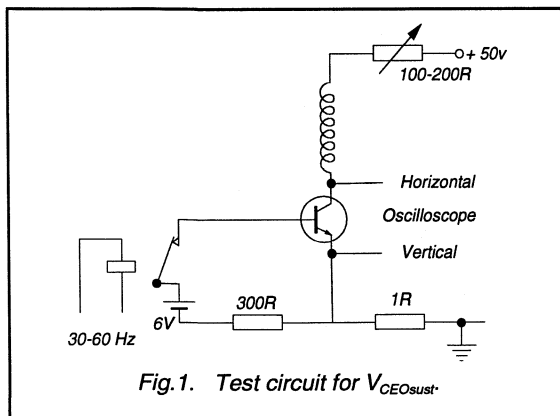 + 50v
100-200R
Horizontal
Oscilloscope
Vertical
300R
1R
6V
30-60 Hz
Fig.1. Test circuit for VCEOsust.